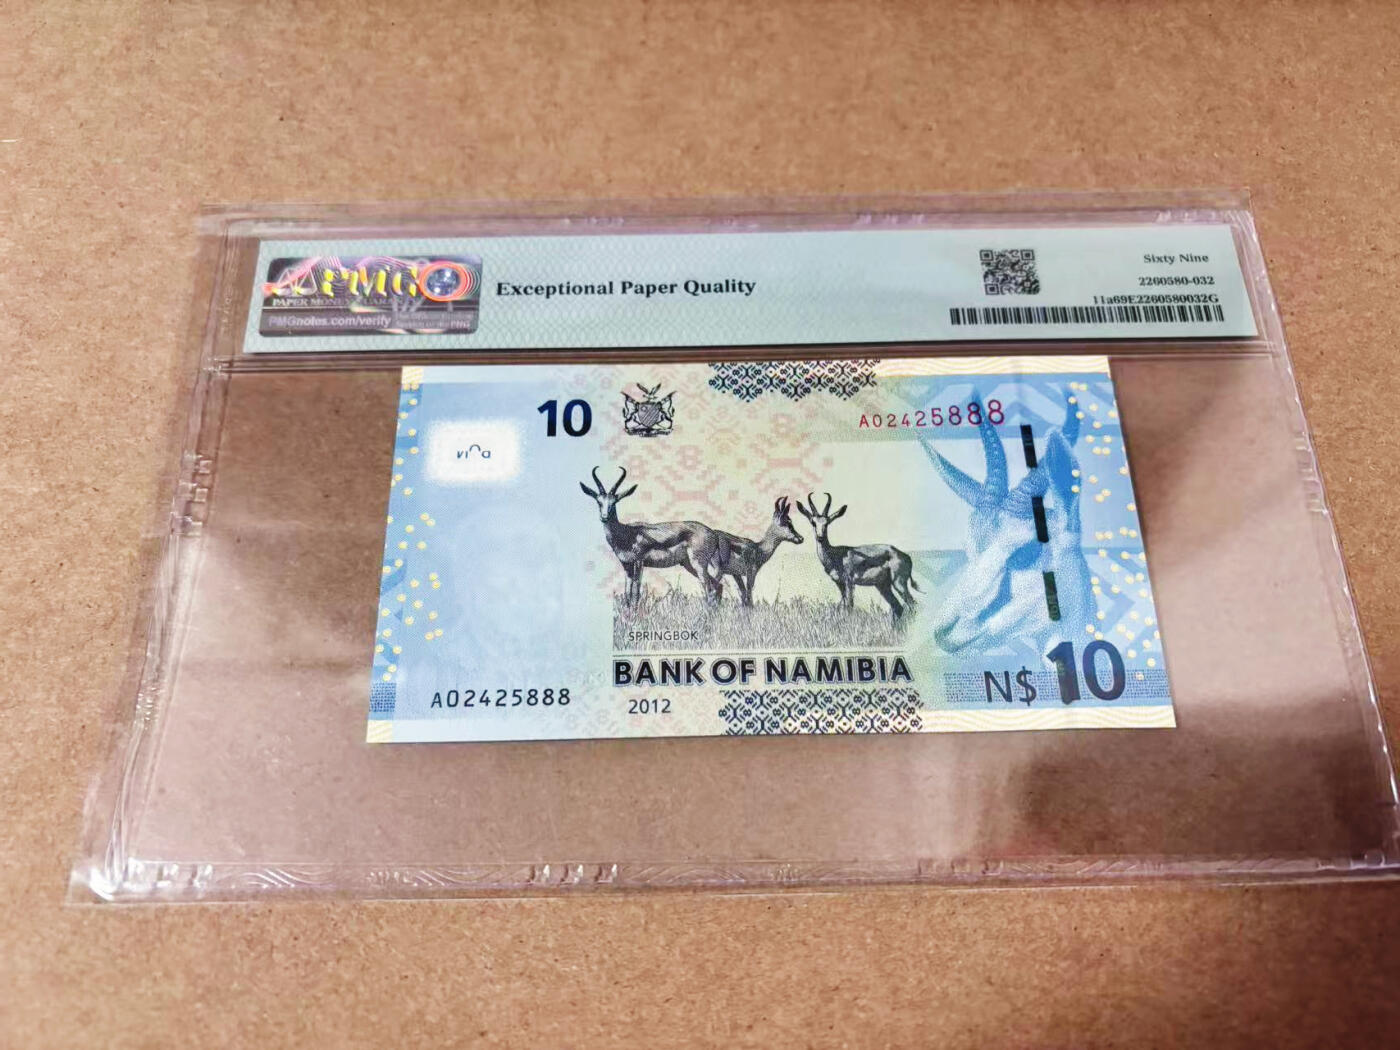 PMG
PAPER MONEY GUARANTY
PMGnotes.com/verify
Exceptional Paper Quality
Sixty Nine
2260580-032
11a69E2260580032G
10
A02425888
SPRINGBOK
BANK OF NAMIBIA
A02425888
2012
N$ 10